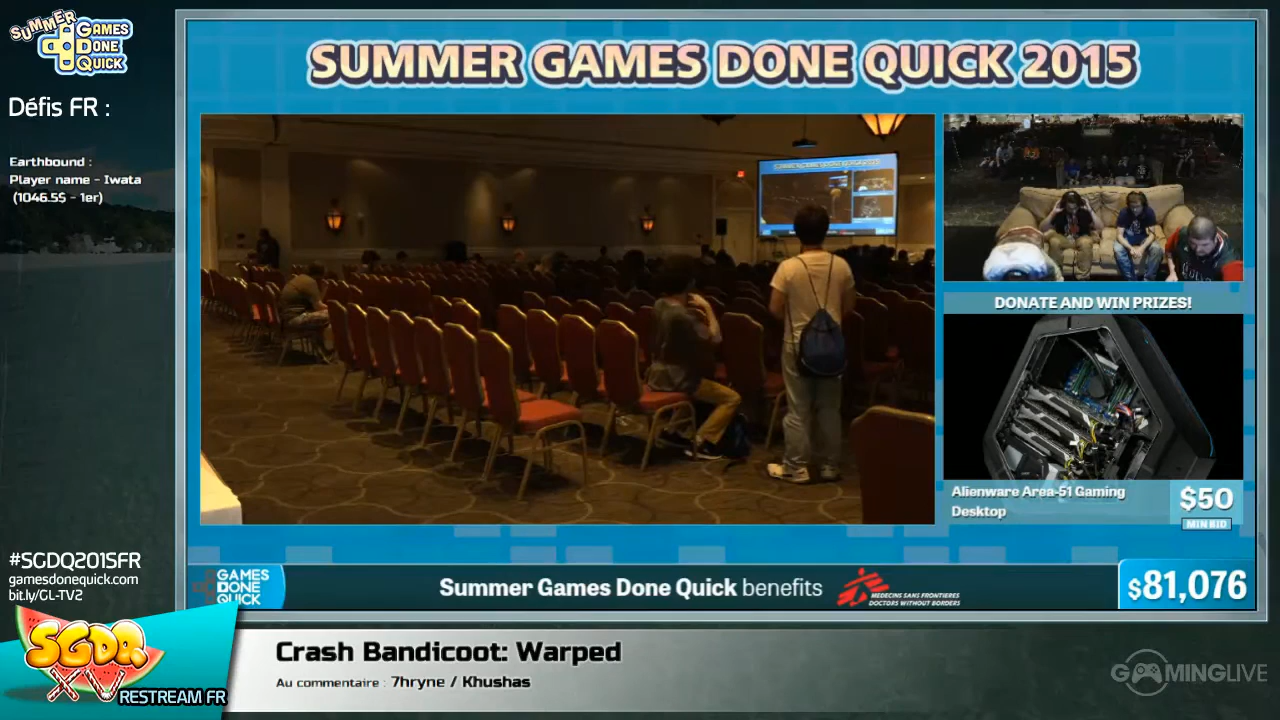 SUMMER GAMES DONE QUICK
Défis FR :
Earthbound :
Player name - Iwata
(1046.5$ - 1er)
#SGDQ2015FR
gamesdonequick.com
bit.ly/GL-TV2
SGDQ
RESTREAM FR
SUMMER GAMES DONE QUICK 2015
DONATE AND WIN PRIZES!
Alienware Area-51 Gaming
Desktop
$50
MIN BID
GAMES
DONE
QUICK
Summer Games Done Quick benefits
MEDECINS SANS FRONTIERES
DOCTORS WITHOUT BORDERS
$81,076
Crash Bandicoot: Warped
Au commentaire : 7hryne / Khushas
GAMINGLIVE